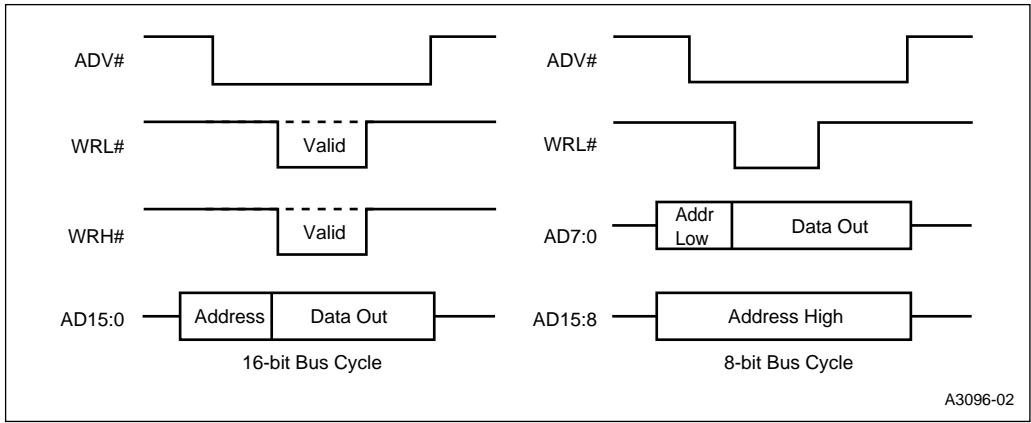 ADV#
WRL#
Valid
WRH#
Valid
AD15:0
Address
Data Out
16-bit Bus Cycle
ADV#
WRL#
AD7:0
Addr
Low
Data Out
AD15:8
Address High
8-bit Bus Cycle
A3096-02